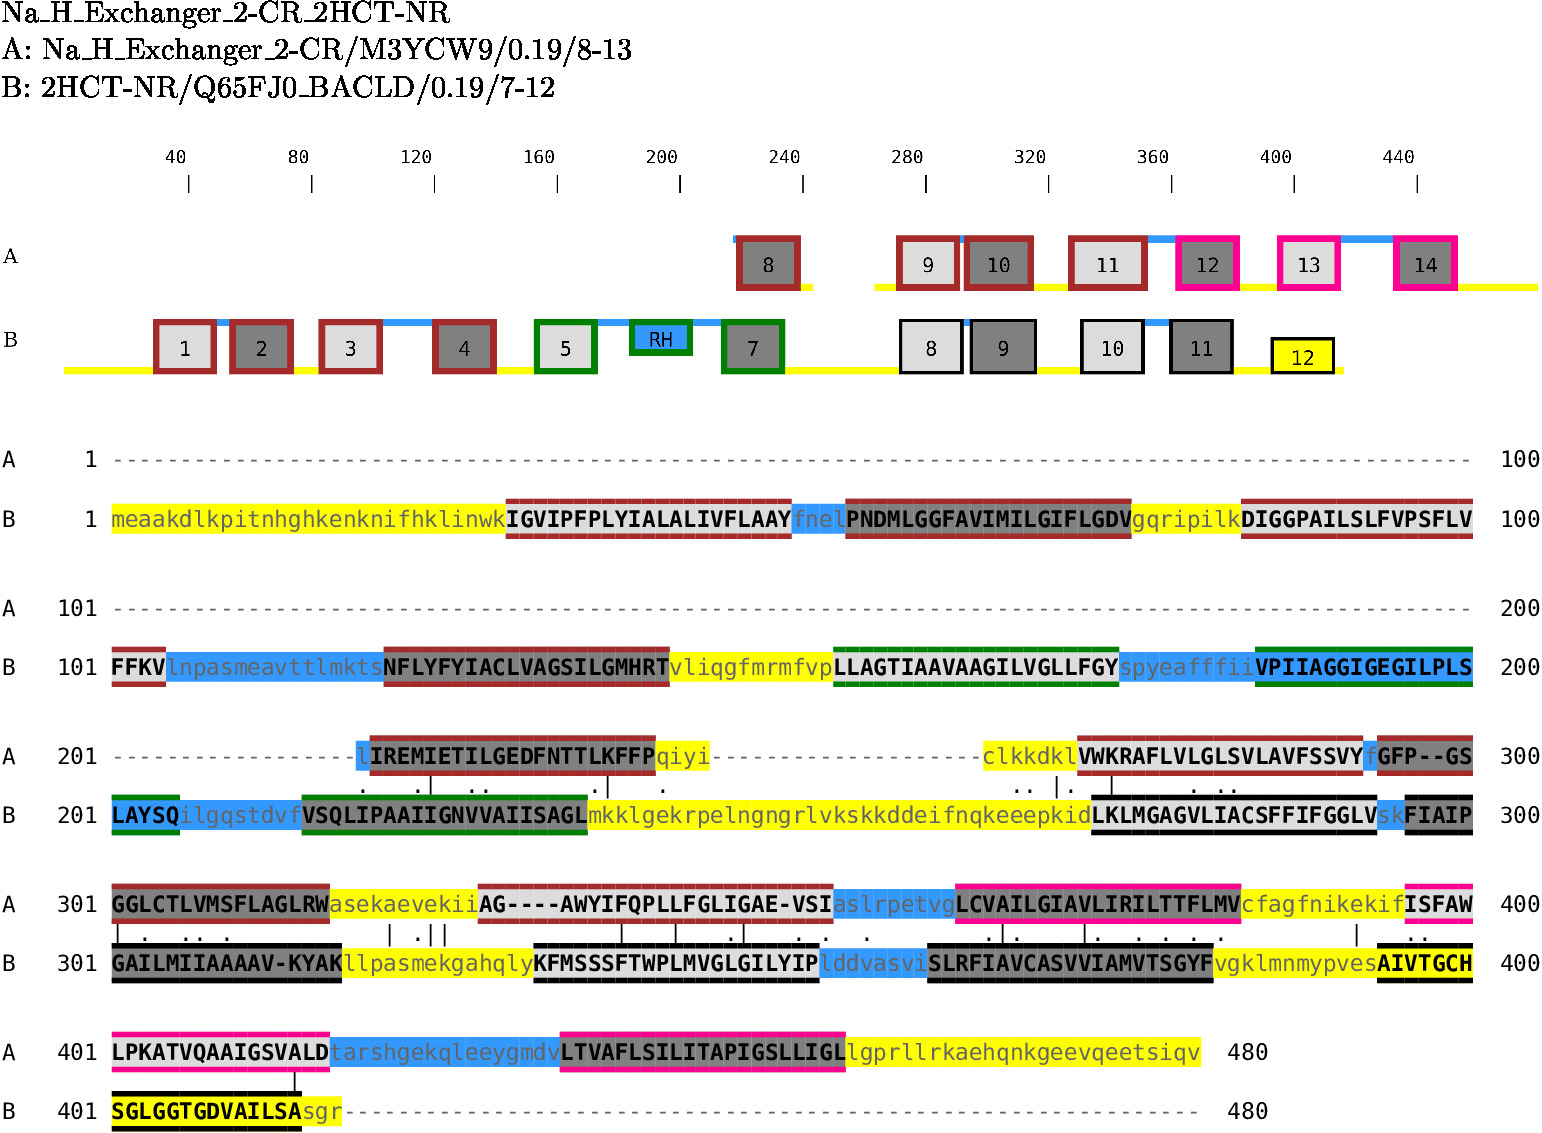 Na_H_Exchanger_2-CR_2HCT-NR
A: Na_H_Exchanger_2-CR/M3YCW9/0.19/8-13
B: 2HCT-NR/Q65FJ0_BACLD/0.19/7-12
40 80 120 160 200 240 280 320 360 400 440
A 8 9 10 11 12 13 14
B 1 2 3 4 5 RH 7 8 9 10 11 12
A 1 ---------------------------------------------------------------------------------------------------- 100
B 1 meaakdlkpitnhghkenknifhklinwkIGVIPFPLYIALALIVFLAAYfnelPNDMLGGFAVIMILGIFLGDVgqripilkDIGGPAILSLFVPSFLV 100
A 101 ---------------------------------------------------------------------------------------------------- 200
B 101 FFKVlnpasmeavttlmktsNFLYFYIACLVAGSILGMHRTvliqgfmrmfvpLLAGTIAAVAAGILVGLLFGYspyeafffiiVPIIAGGIGEGILPLS 200
A 201 ------------------lIREMIETILGEDFNTTLKFFPqiyi--------------------clkkdklVWKRAFLVLGLSVLAVFSSVYfGFP--GS 300
. .| .. .| . ..|. | . ..
B 201 LAYSQilgqstdvfVSQLIPAAIIGNVVAIISAGLmkklgekrpelngngrlvkskkddeifnqkeeepkidLKLMGAGVLIACSFFIFGGLVskFIAIP 300
A 301 GGLCTLVMSFLAGLRWasekaevekiiAG----AWYIFQPLLFGLIGAE-VSIaslrpetvgLCVAILGIAVLIRILTTFLMVcfagfnikekifISFAW 400
| . .. . | .|| | | .| . . . .|. |. . . . . | ..
B 301 GAILMIIAAAAV-KYAKllpasmekgahqlyKFMSSSFTWPLMVGLGILYIPlddvasviSLRFIAVCASVVIAMVTSGYFvgklmnmypvesAIVTGCH 400
A 401 LPKATVQAAIGSVALDtarshgekqleeygmdvLTVAFLSILITAPIGSLLIGLlgprllrkaehqnkgeevqeetsiqv 480
|
B 401 SGLGGTGDVAILSAsgr--------------------------------------------------------------- 480